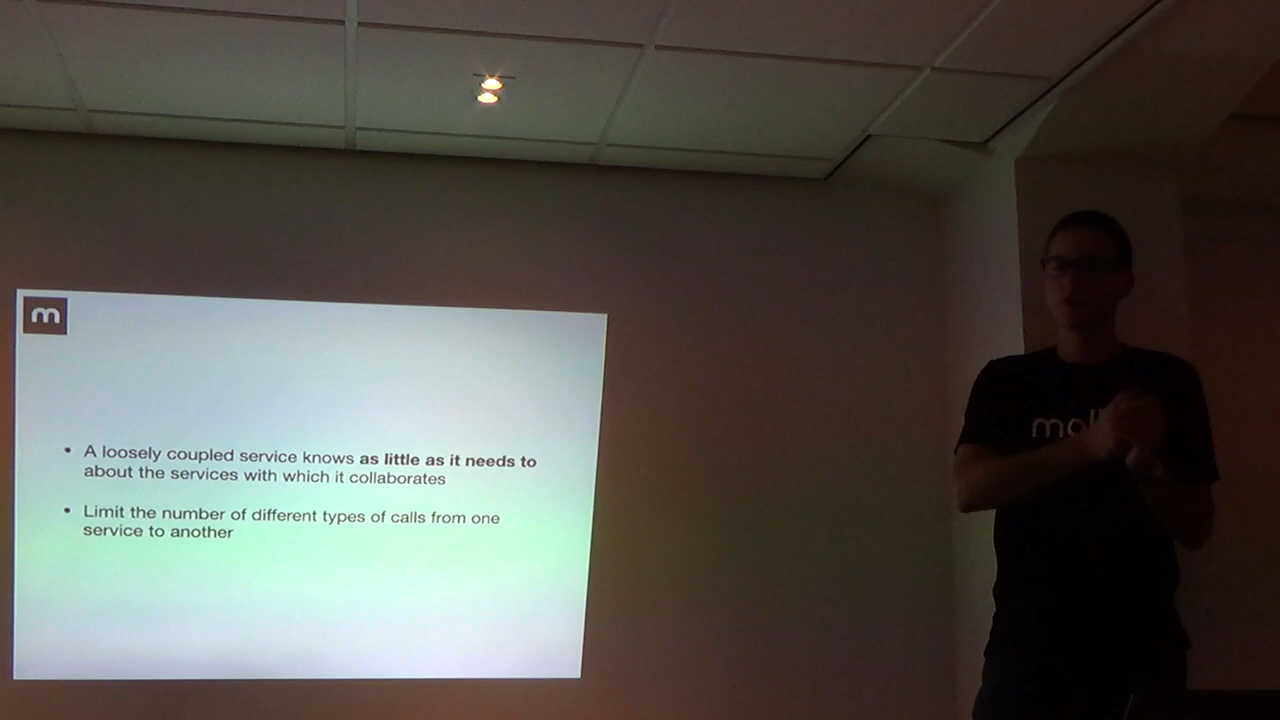 m
• A loosely coupled service knows as little as it needs to
about the services with which it collaborates
• Limit the number of different types of calls from one
service to another